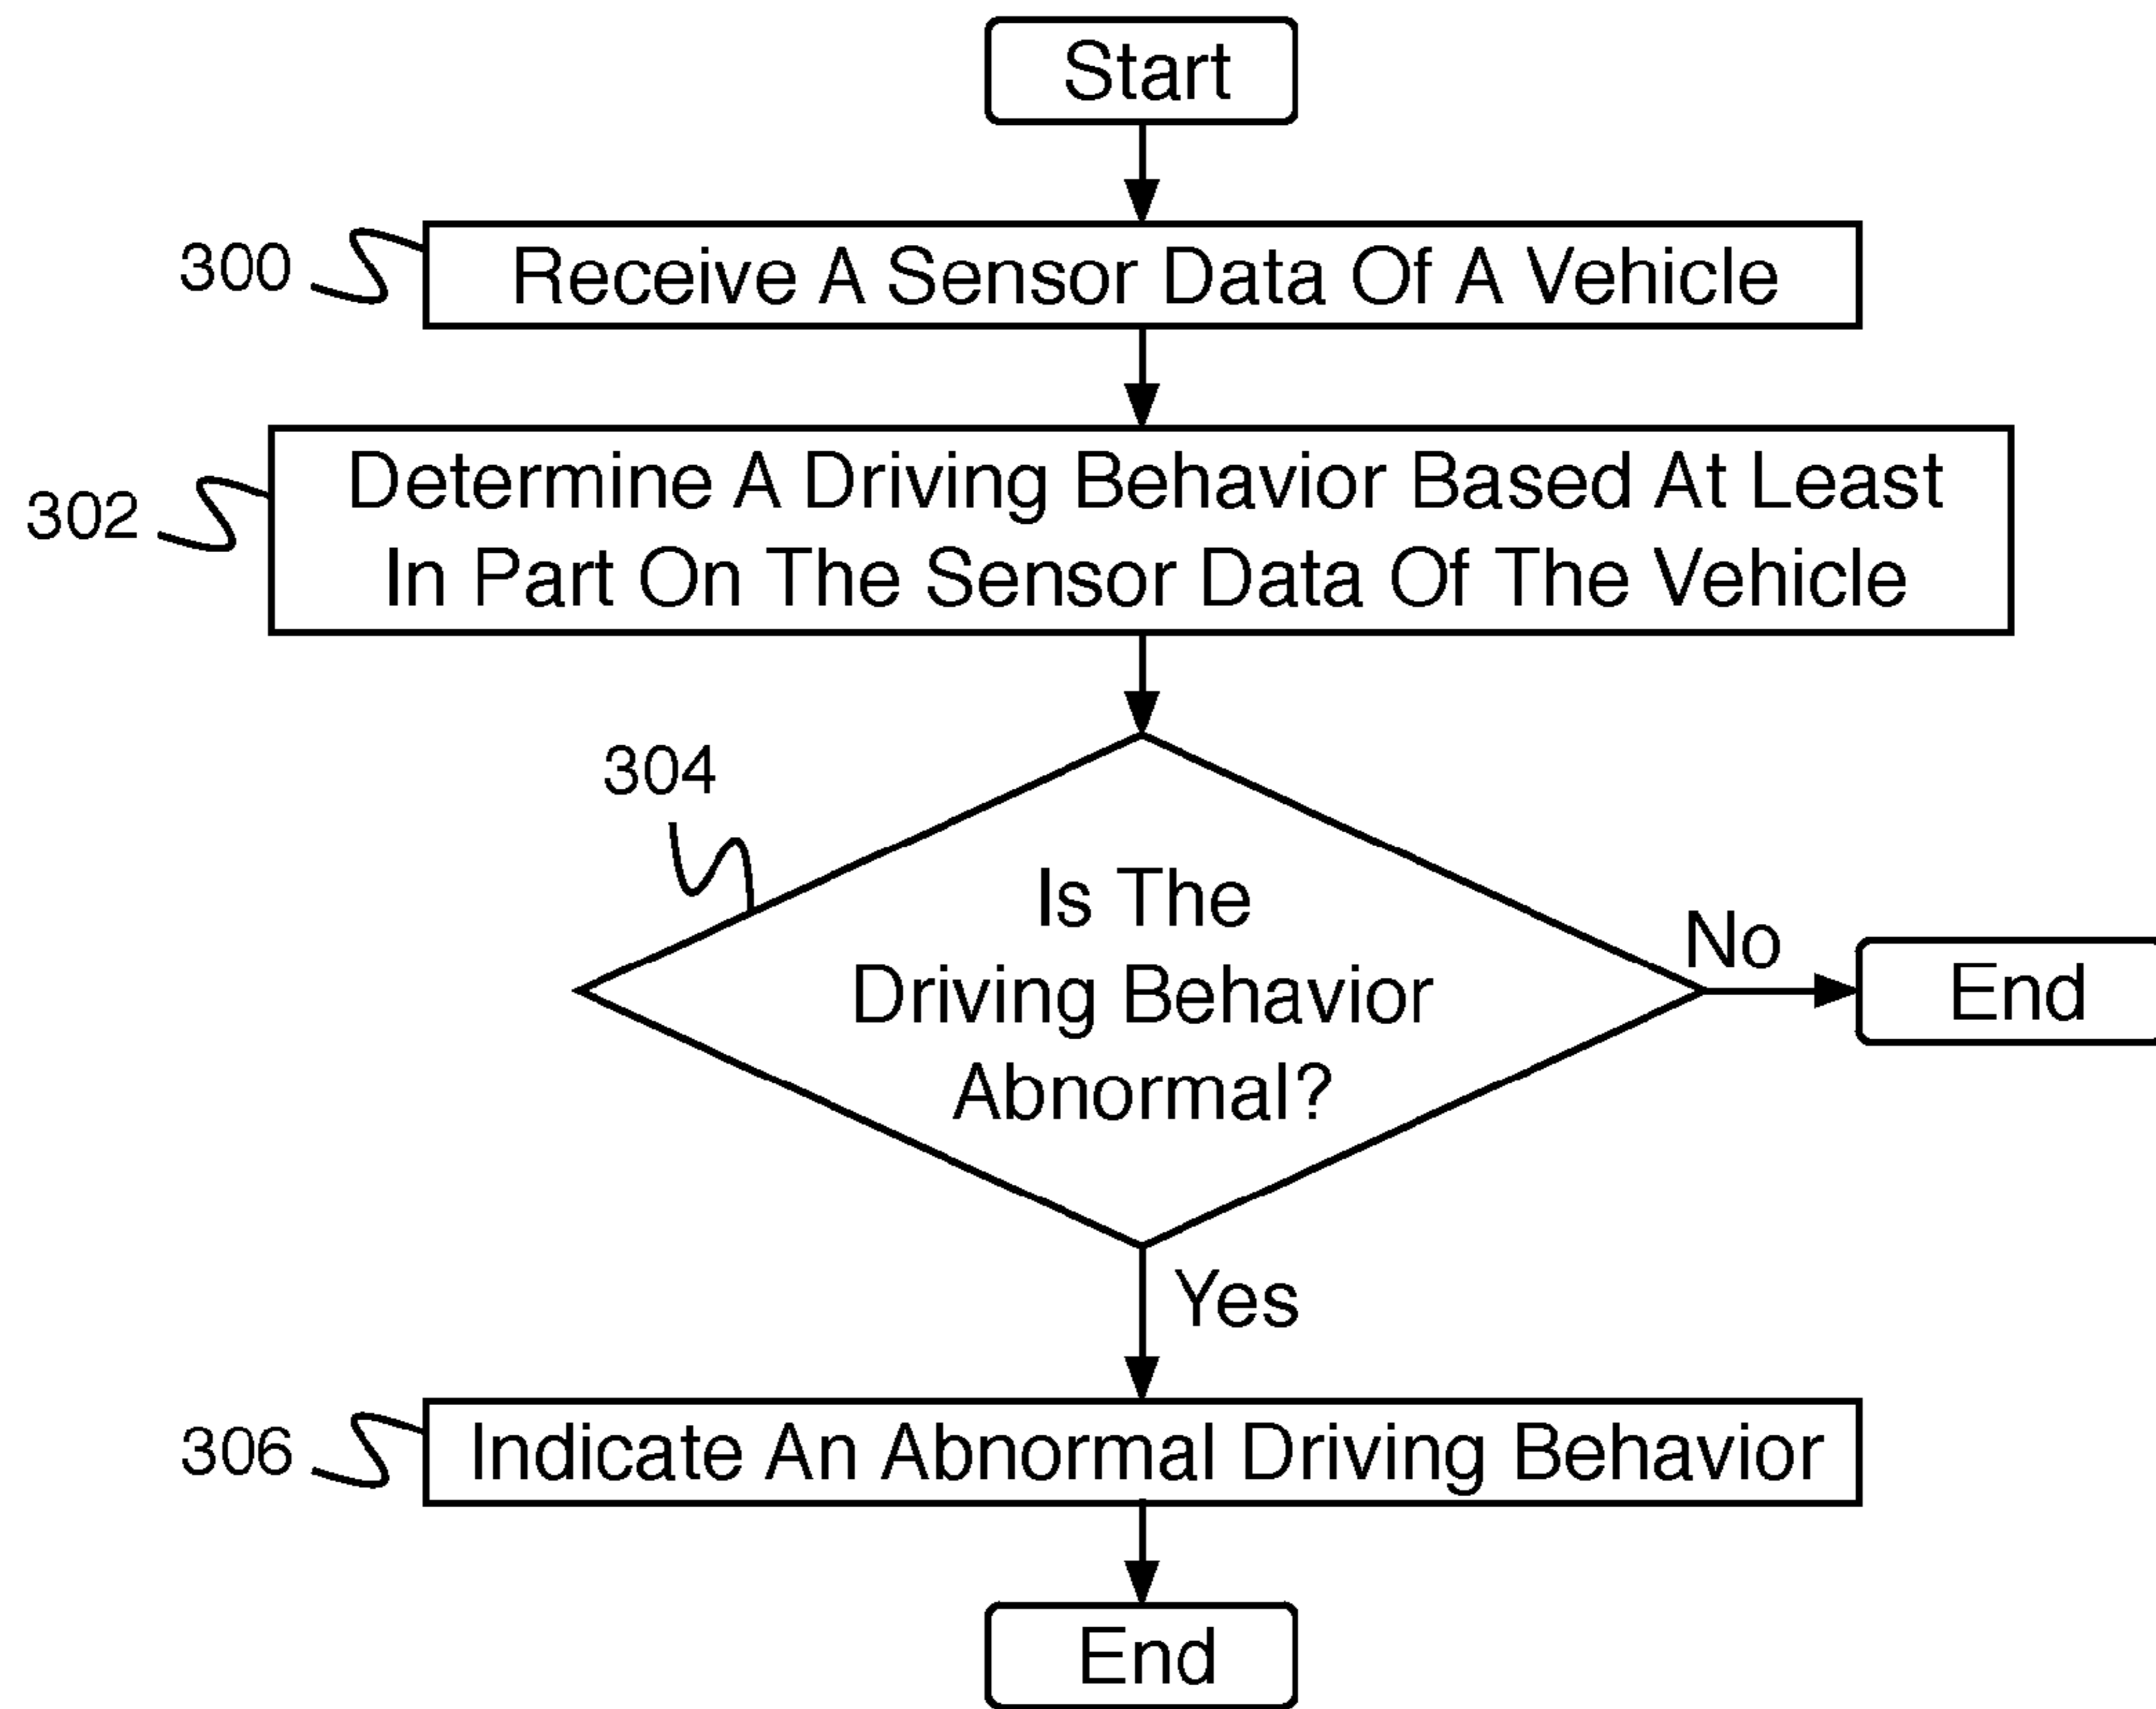 Start
300
Receive A Sensor Data Of A Vehicle
302
Determine A Driving Behavior Based At Least
In Part On The Sensor Data Of The Vehicle
304
Is The
Driving Behavior
Abnormal?
No
End
Yes
306
Indicate An Abnormal Driving Behavior
End